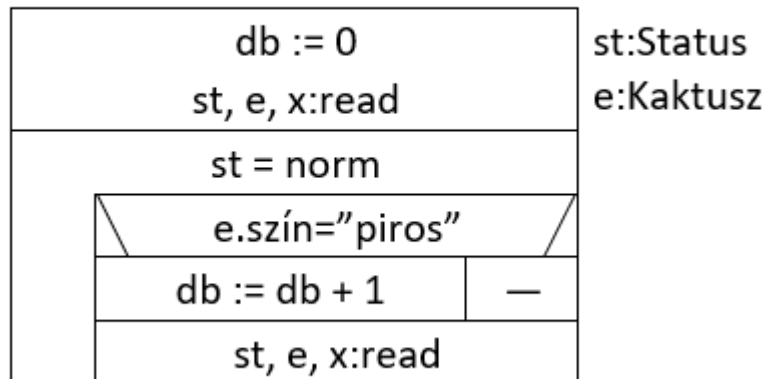 db := 0
st:Status
st, e, x:read
e:Kaktusz
st = norm
e.szín=”piros”
db := db + 1
—
st, e, x:read